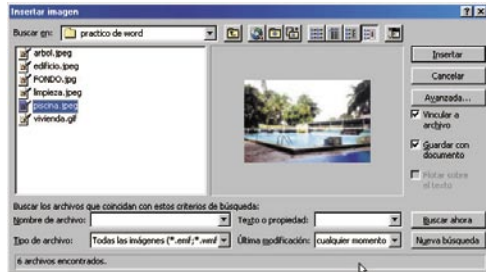 Insertar imagen
Buscar en: practico de word
arbol.jpeg
edificio.jpeg
FONDO.jpg
limpieza.jpeg
piscina.jpeg
vivienda.gif
Insertar
Cancelar
Avanzada...
Vincular a archivo
Guardar con documento
Flotar sobre el texto
Buscar los archivos que coincidan con estos criterios de búsqueda:
Nombre de archivo: Texto o propiedad: Buscar ahora
Tipo de archivo: Todas las imágenes (*.emf;*.wmf Última modificación: cualquier momento Nueva búsqueda
6 archivos encontrados.